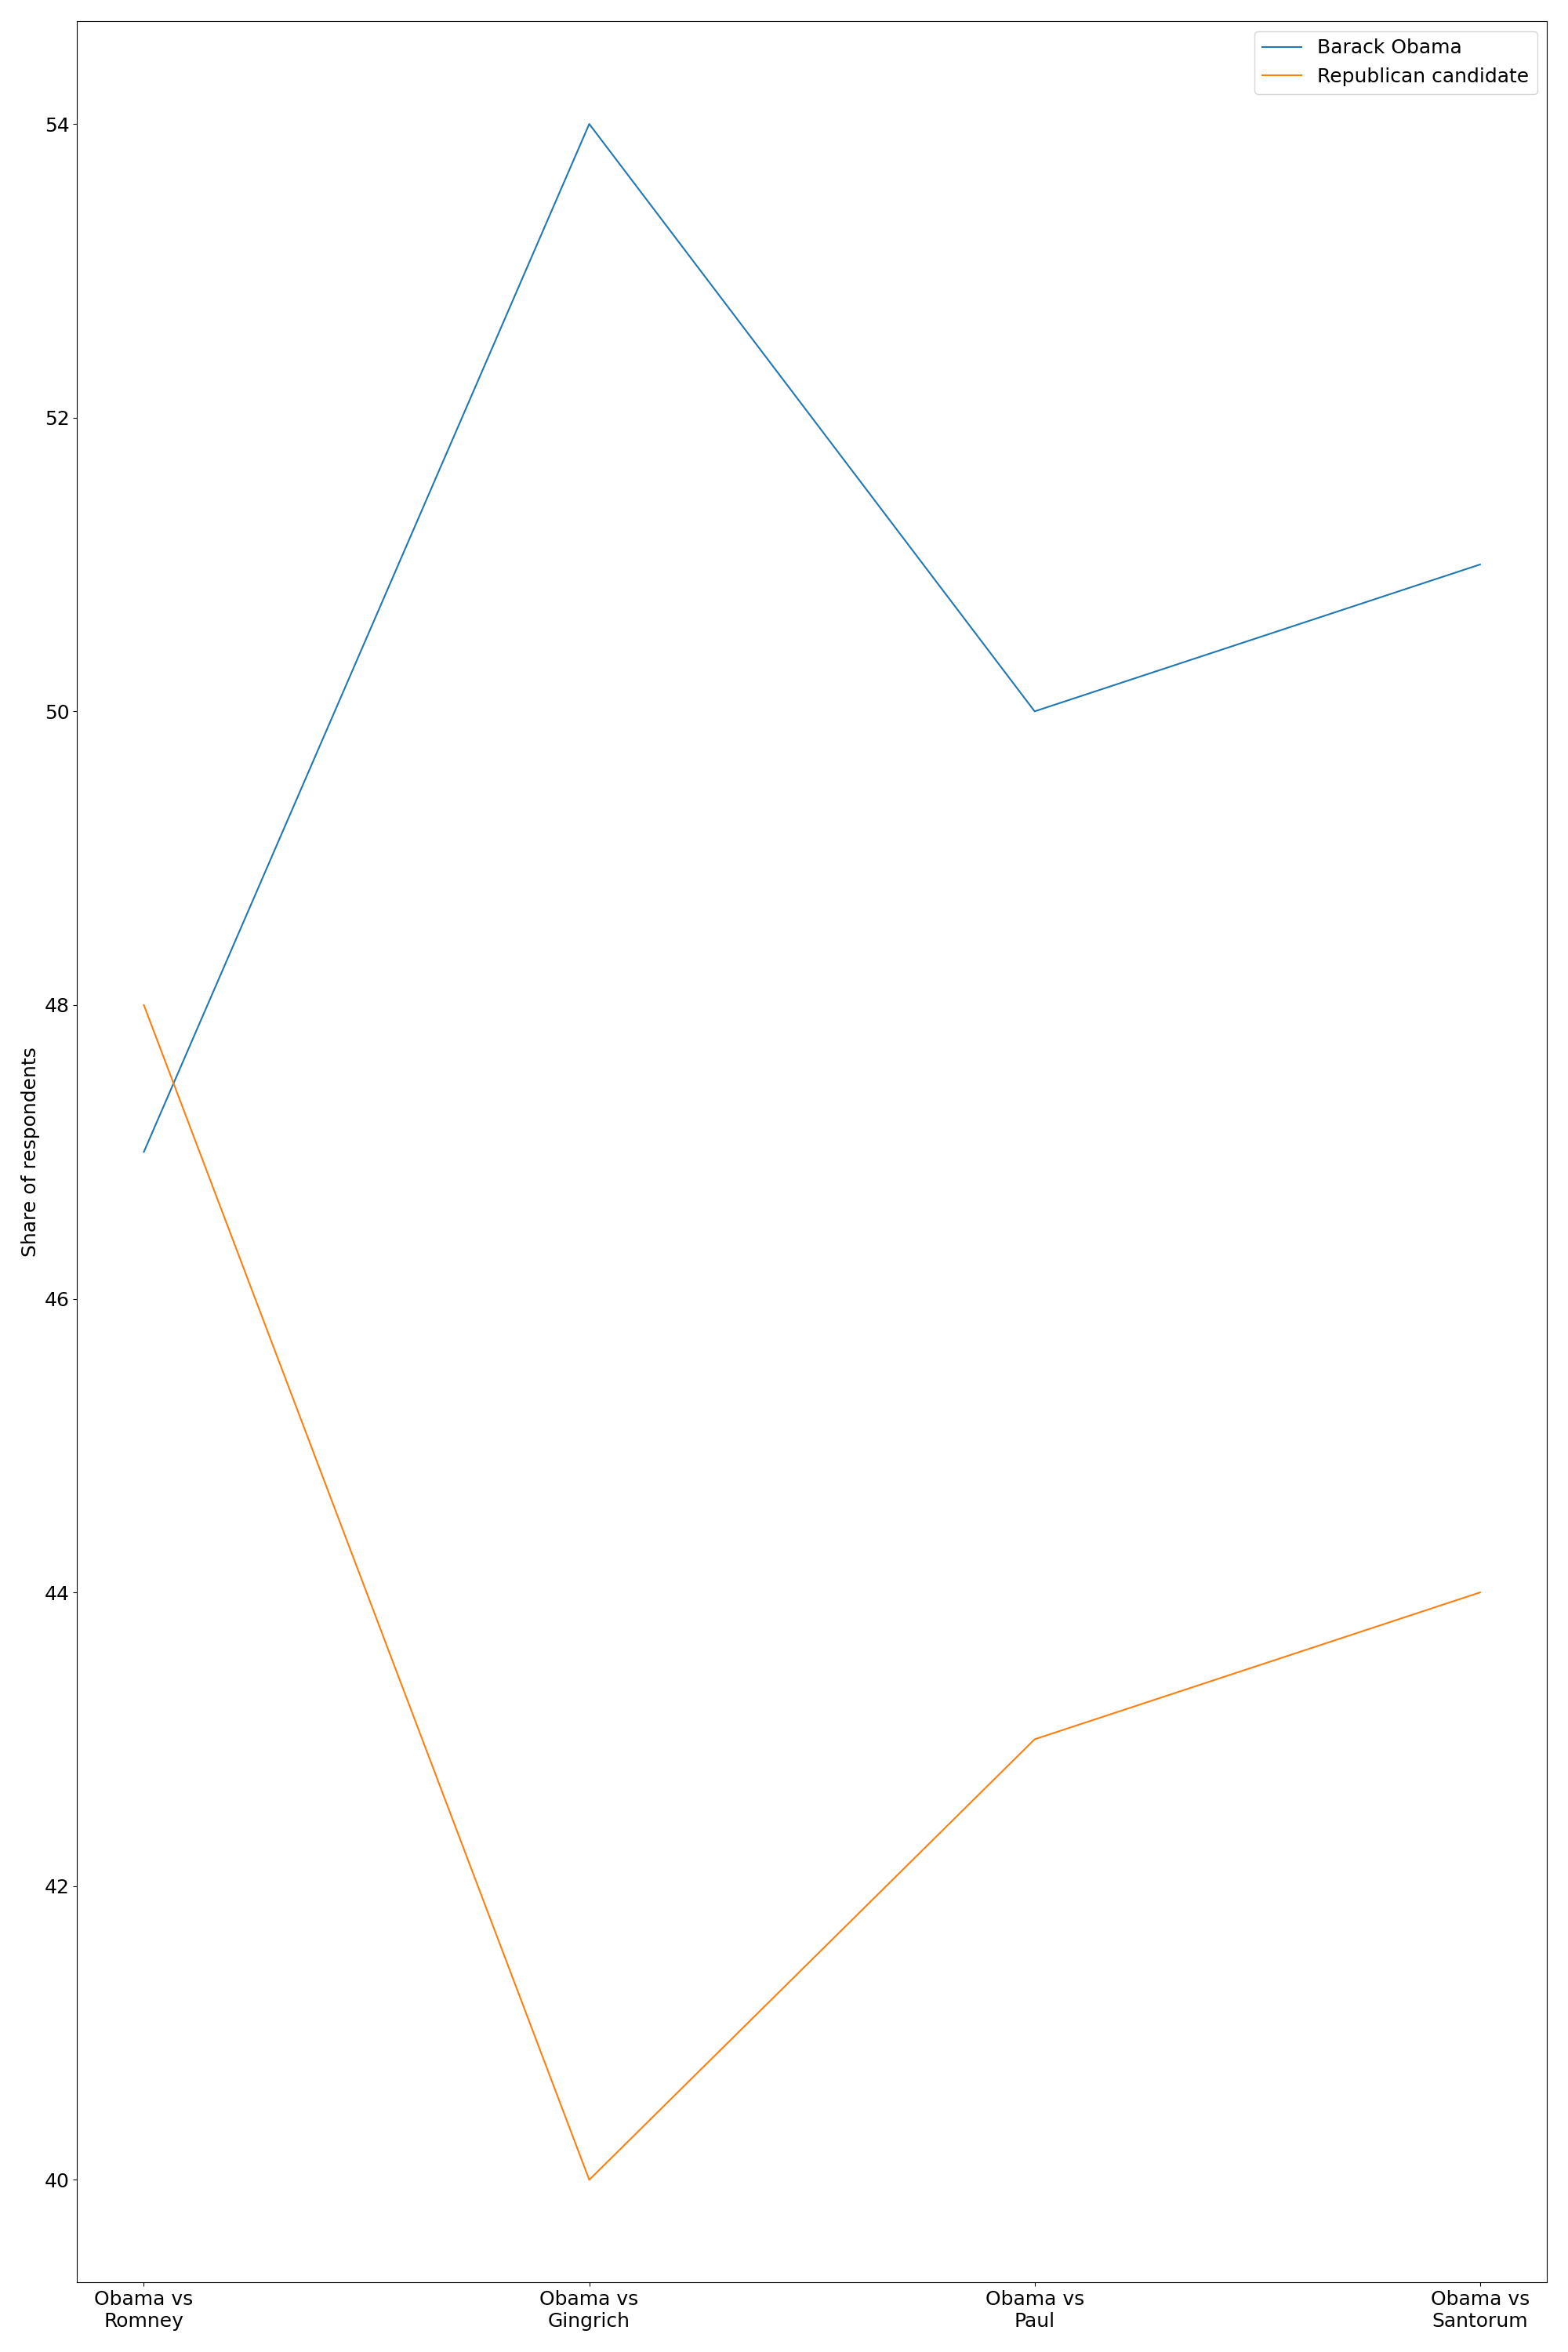 Barack Obama
Republican candidate
54
52
50
48
46
44
42
40
Share of respondents
Obama vs
Romney
Obama vs
Gingrich
Obama vs
Paul
Obama vs
Santorum